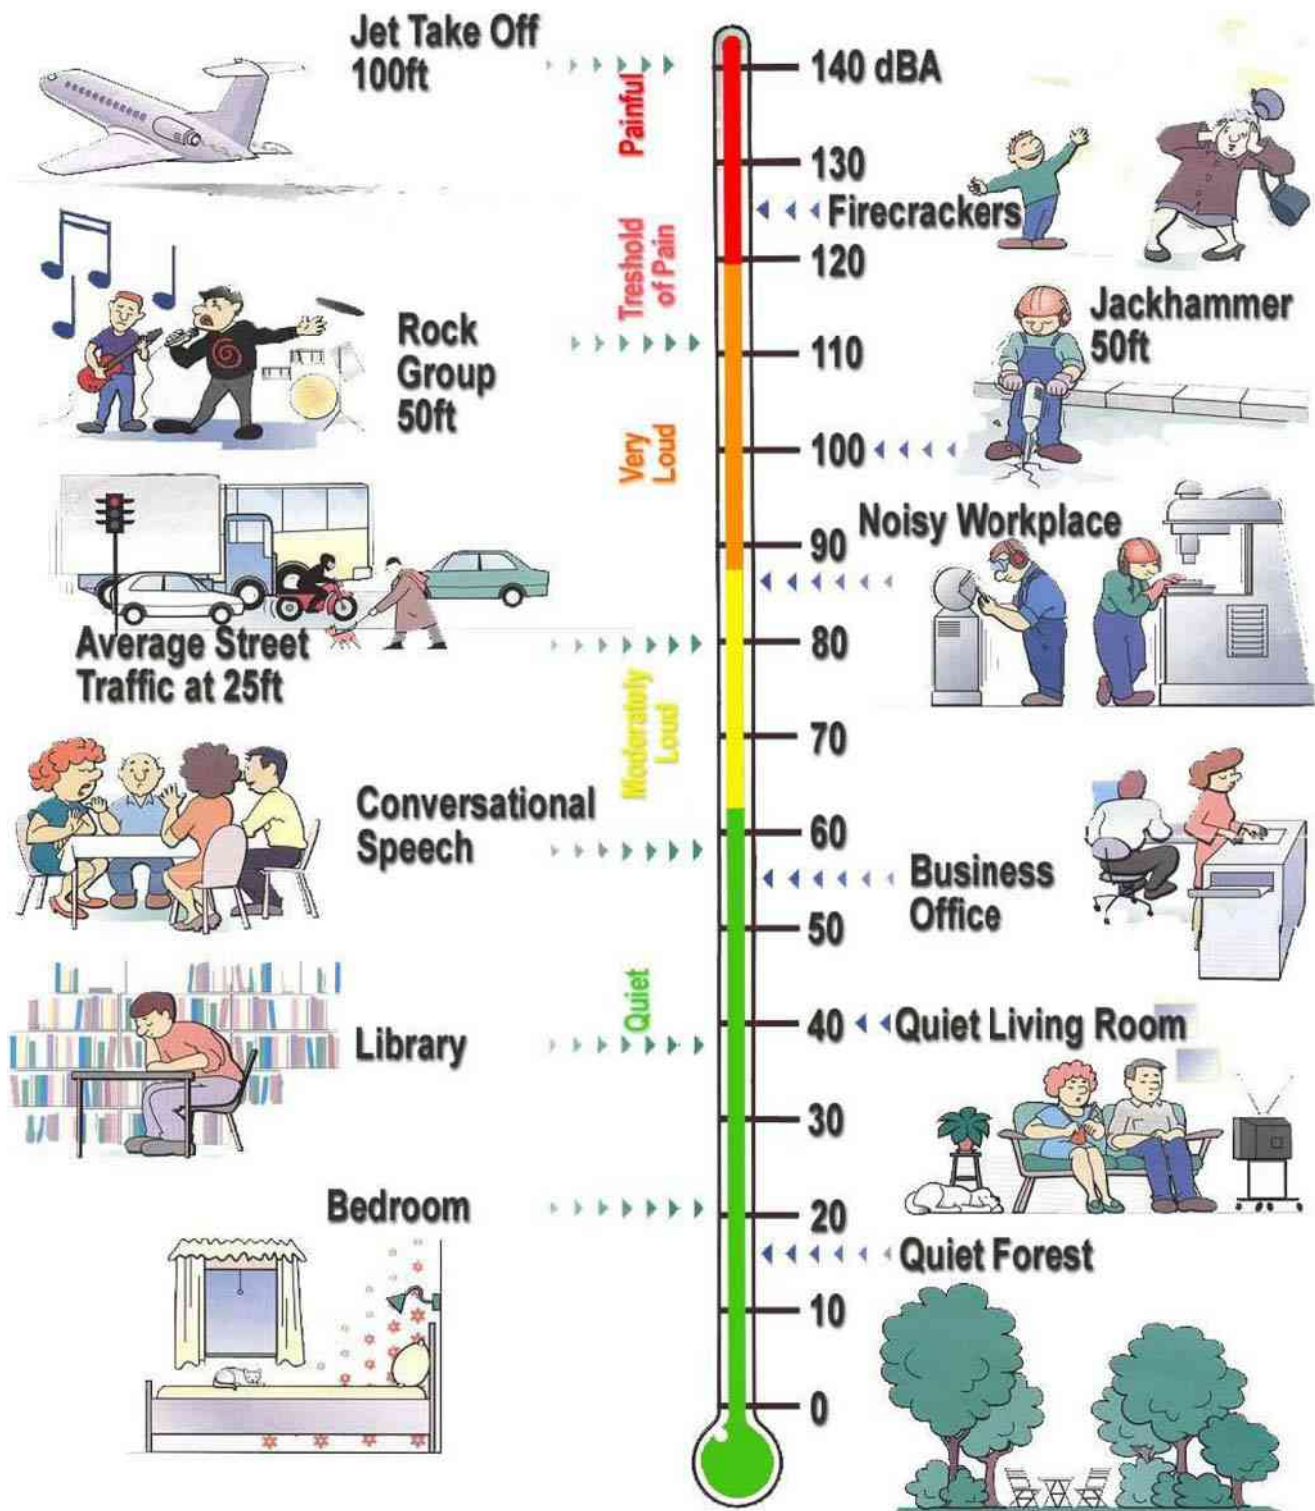 Jet Take Off
100ft
140 dBA
Painful
130
Firecrackers
Treshold
of Pain
120
Jackhammer
50ft
Rock
Group
50ft
110
Very
Loud
100
Noisy Workplace
90
Average Street
Traffic at 25ft
80
Moderately
Loud
70
Conversational
Speech
60
Business
Office
50
Quiet
40
Quiet Living Room
Library
30
Bedroom
20
Quiet Forest
10
0